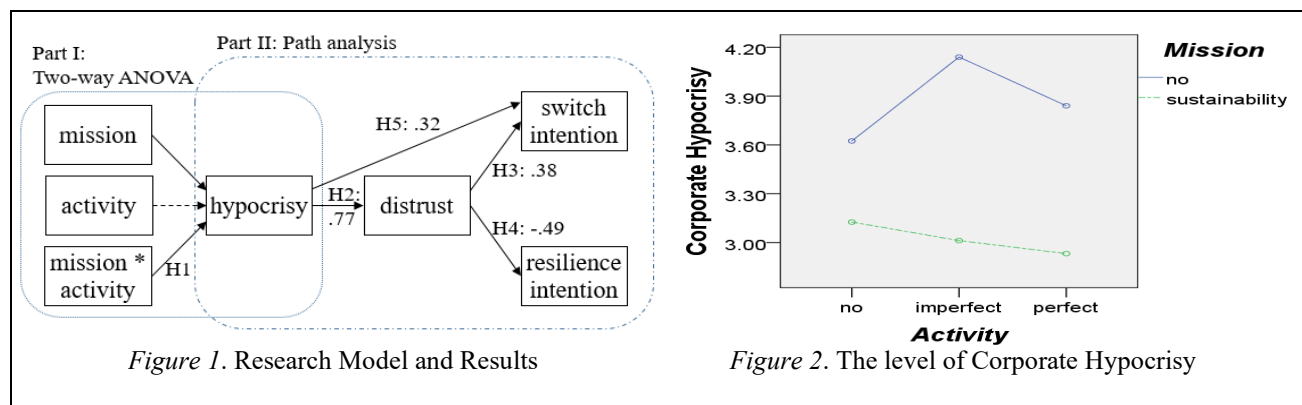 Part I:
Two-way ANOVA
Part II: Path analysis
mission
activity
mission *
activity
H1
hypocrisy
H2:
.77
distrust
H5: .32
H3: .38
H4: -.49
switch
intention
resilience
intention
Figure 1. Research Model and Results
Corporate Hypocrisy
4.20
3.90
3.60
3.30
3.00
no
imperfect
perfect
Activity
Mission
no
sustainability
Figure 2. The level of Corporate Hypocrisy